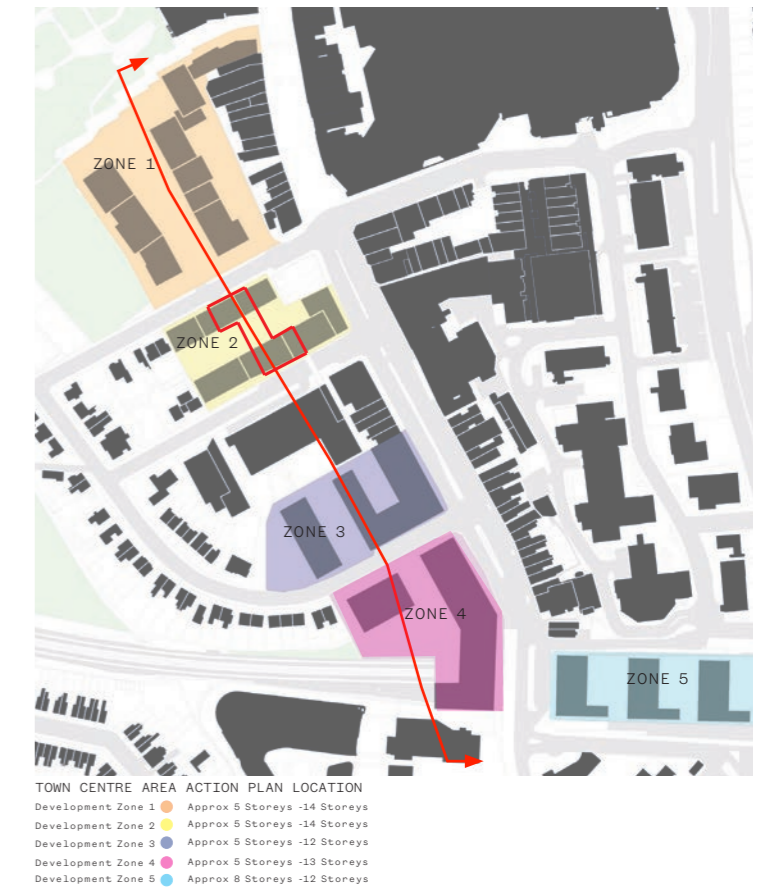 ZONE 1
ZONE 2
ZONE 3
ZONE 4
ZONE 5
TOWN CENTRE AREA ACTION PLAN LOCATION
Development Zone 1 Approx 5 Storeys -14 Storeys
Development Zone 2 Approx 5 Storeys -14 Storeys
Development Zone 3 Approx 5 Storeys -12 Storeys
Development Zone 4 Approx 5 Storeys -13 Storeys
Development Zone 5 Approx 8 Storeys -12 Storeys